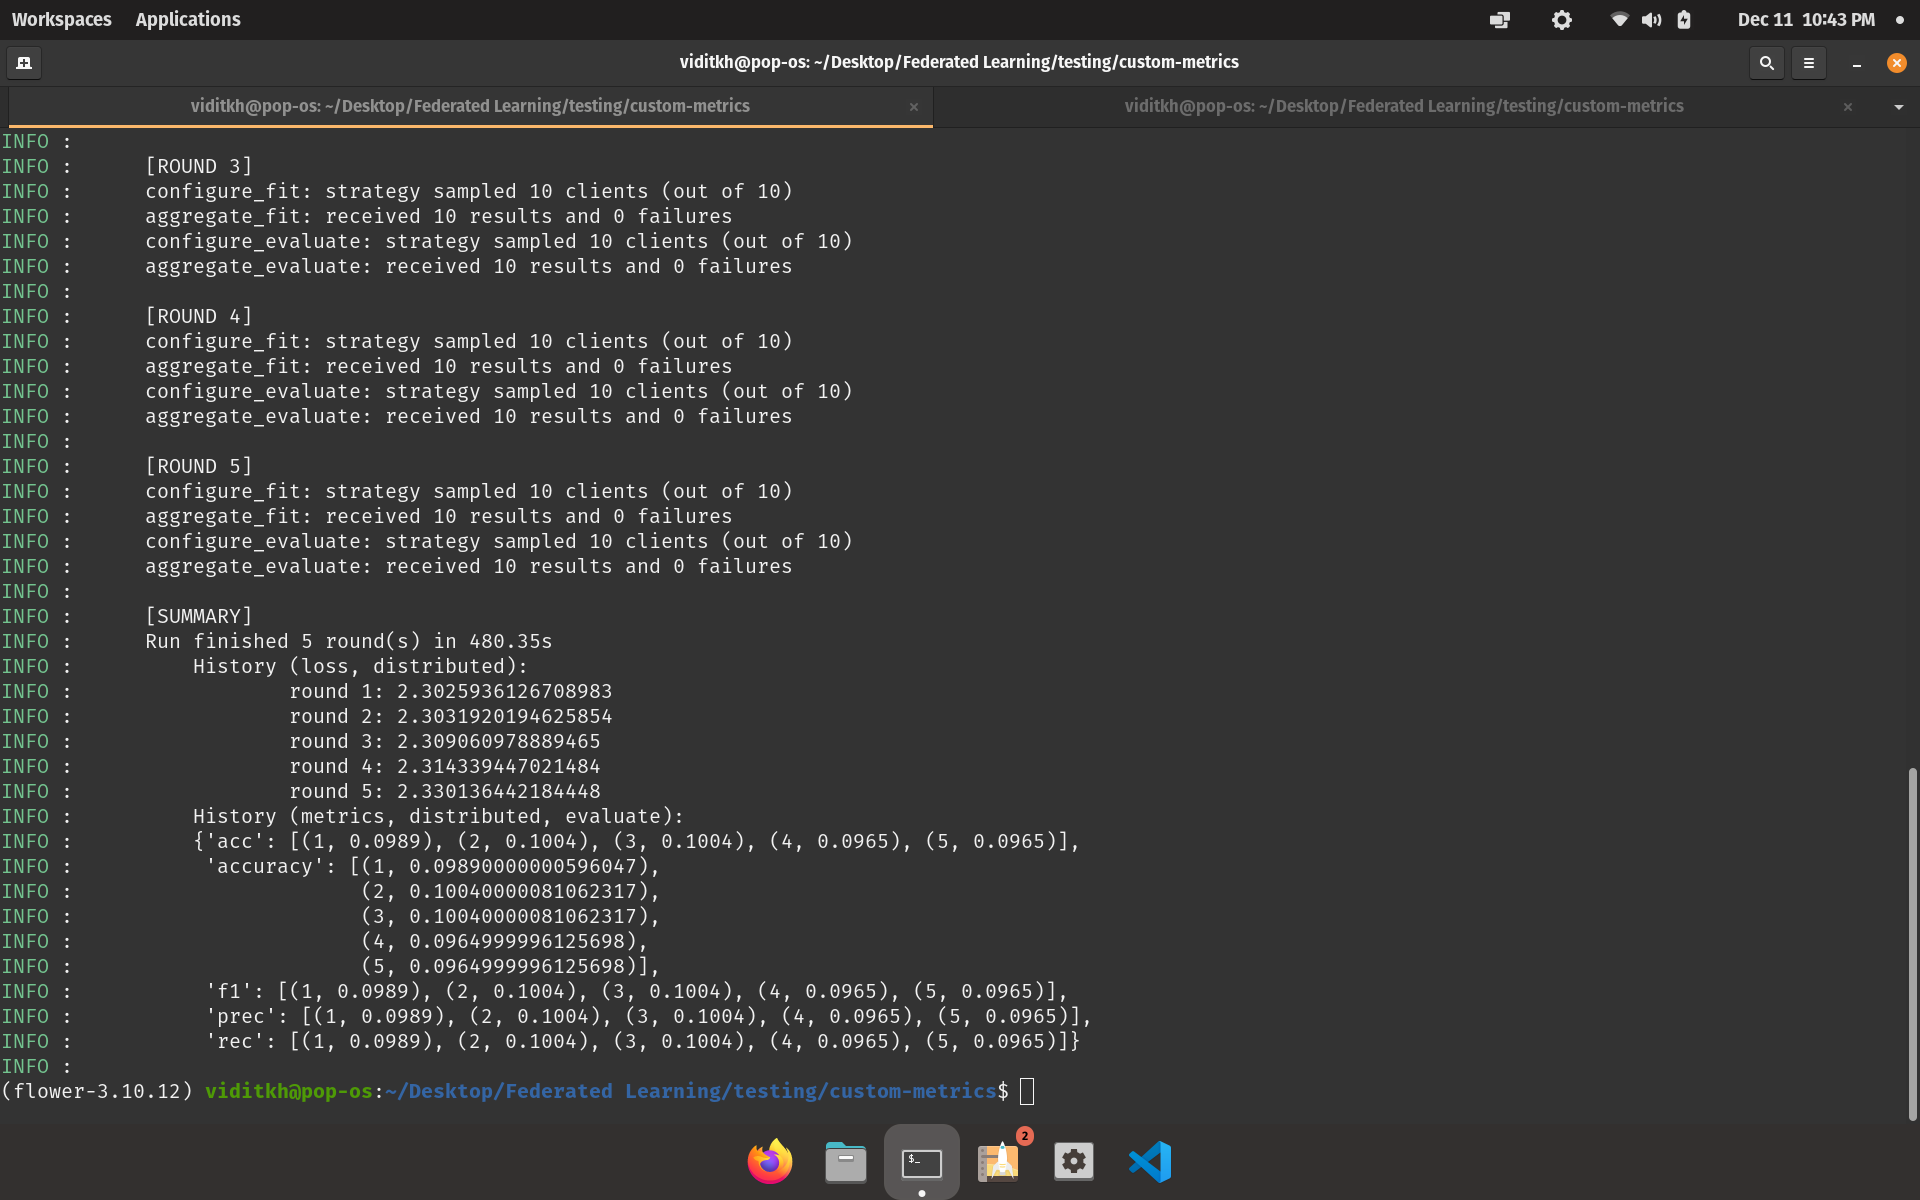 Workspaces Applications Dec 11 10:43 PM
viditkh@pop-os: ~/Desktop/Federated Learning/testing/custom-metrics
viditkh@pop-os: ~/Desktop/Federated Learning/testing/custom-metrics × viditkh@pop-os: ~/Desktop/Federated Learning/testing/custom-metrics ×
INFO :
INFO : [ROUND 3]
INFO : configure_fit: strategy sampled 10 clients (out of 10)
INFO : aggregate_fit: received 10 results and 0 failures
INFO : configure_evaluate: strategy sampled 10 clients (out of 10)
INFO : aggregate_evaluate: received 10 results and 0 failures
INFO :
INFO : [ROUND 4]
INFO : configure_fit: strategy sampled 10 clients (out of 10)
INFO : aggregate_fit: received 10 results and 0 failures
INFO : configure_evaluate: strategy sampled 10 clients (out of 10)
INFO : aggregate_evaluate: received 10 results and 0 failures
INFO :
INFO : [ROUND 5]
INFO : configure_fit: strategy sampled 10 clients (out of 10)
INFO : aggregate_fit: received 10 results and 0 failures
INFO : configure_evaluate: strategy sampled 10 clients (out of 10)
INFO : aggregate_evaluate: received 10 results and 0 failures
INFO :
INFO : [SUMMARY]
INFO : Run finished 5 round(s) in 480.35s
INFO : History (loss, distributed):
INFO : round 1: 2.3025936126708983
INFO : round 2: 2.3031920194625854
INFO : round 3: 2.309060978889465
INFO : round 4: 2.314339447021484
INFO : round 5: 2.330136442184448
INFO : History (metrics, distributed, evaluate):
INFO : {'acc': [(1, 0.0989), (2, 0.1004), (3, 0.1004), (4, 0.0965), (5, 0.0965)],
INFO : 'accuracy': [(1, 0.09890000000596047),
INFO : (2, 0.10040000081062317),
INFO : (3, 0.10040000081062317),
INFO : (4, 0.0964999996125698),
INFO : (5, 0.0964999996125698)],
INFO : 'f1': [(1, 0.0989), (2, 0.1004), (3, 0.1004), (4, 0.0965), (5, 0.0965)],
INFO : 'prec': [(1, 0.0989), (2, 0.1004), (3, 0.1004), (4, 0.0965), (5, 0.0965)],
INFO : 'rec': [(1, 0.0989), (2, 0.1004), (3, 0.1004), (4, 0.0965), (5, 0.0965)]}
INFO :
(flower-3.10.12) viditkh@pop-os:~/Desktop/Federated Learning/testing/custom-metrics$
$_ 2